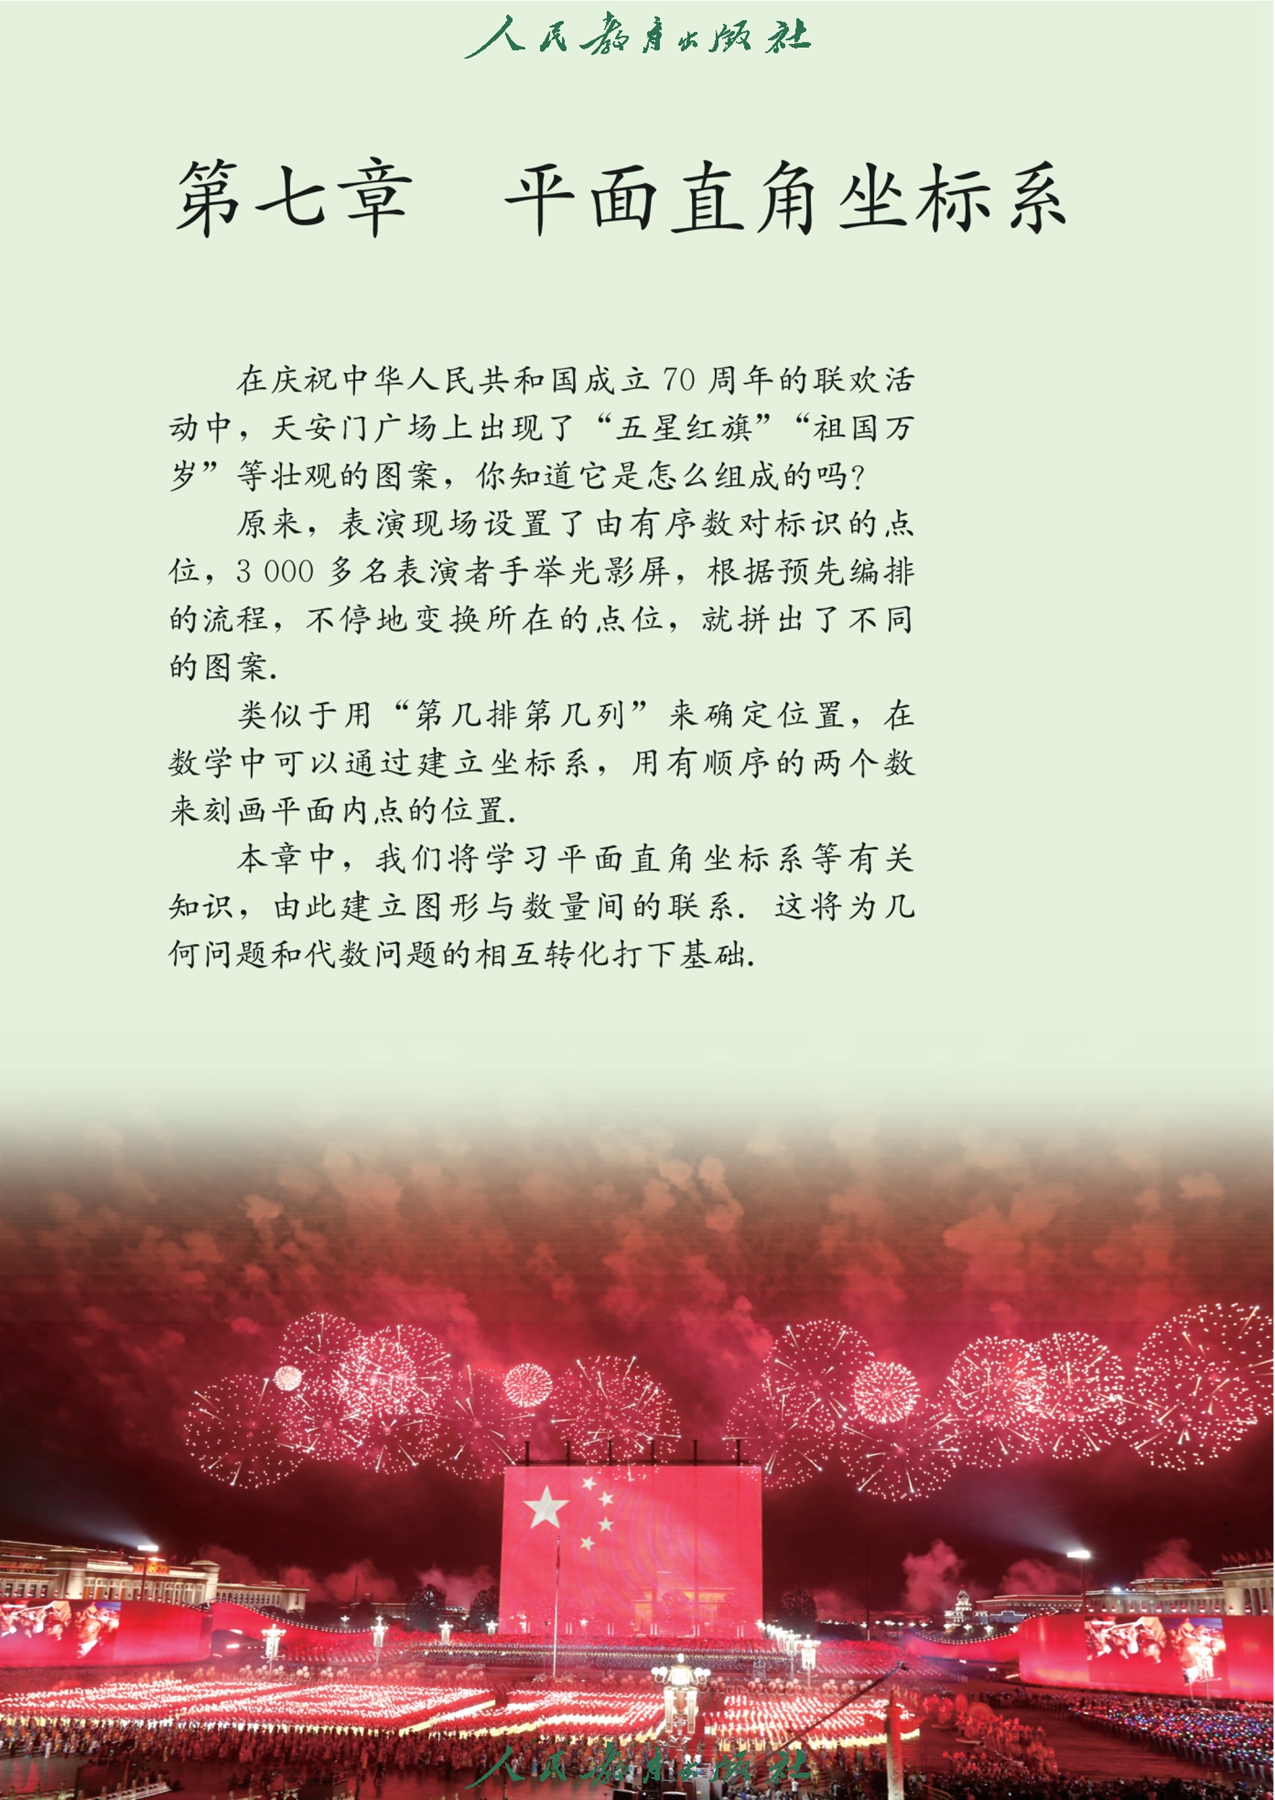 人民教育出版社
第七章 平面直角坐标系
在庆祝中华人民共和国成立 70 周年的联欢活
动中，天安门广场上出现了“五星红旗”“祖国万
岁”等壮观的图案，你知道它是怎么组成的吗？
原来，表演现场设置了由有序数对标识的点
位，3 000 多名表演者手举光影屏，根据预先编排
的流程，不停地变换所在的点位，就拼出了不同
的图案．
类似于用“第几排第几列”来确定位置，在
数学中可以通过建立坐标系，用有顺序的两个数
来刻画平面内点的位置．
本章中，我们将学习平面直角坐标系等有关
知识，由此建立图形与数量间的联系．这将为几
何问题和代数问题的相互转化打下基础．
人民教育出版社